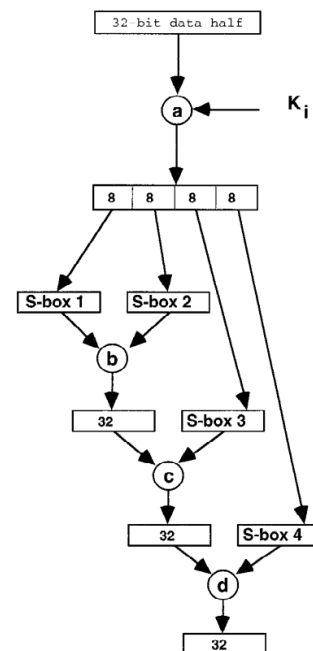 32-bit data half
a
K i
8 8 8 8
S-box 1 S-box 2
b
32 S-box 3
c
32 S-box 4
d
32